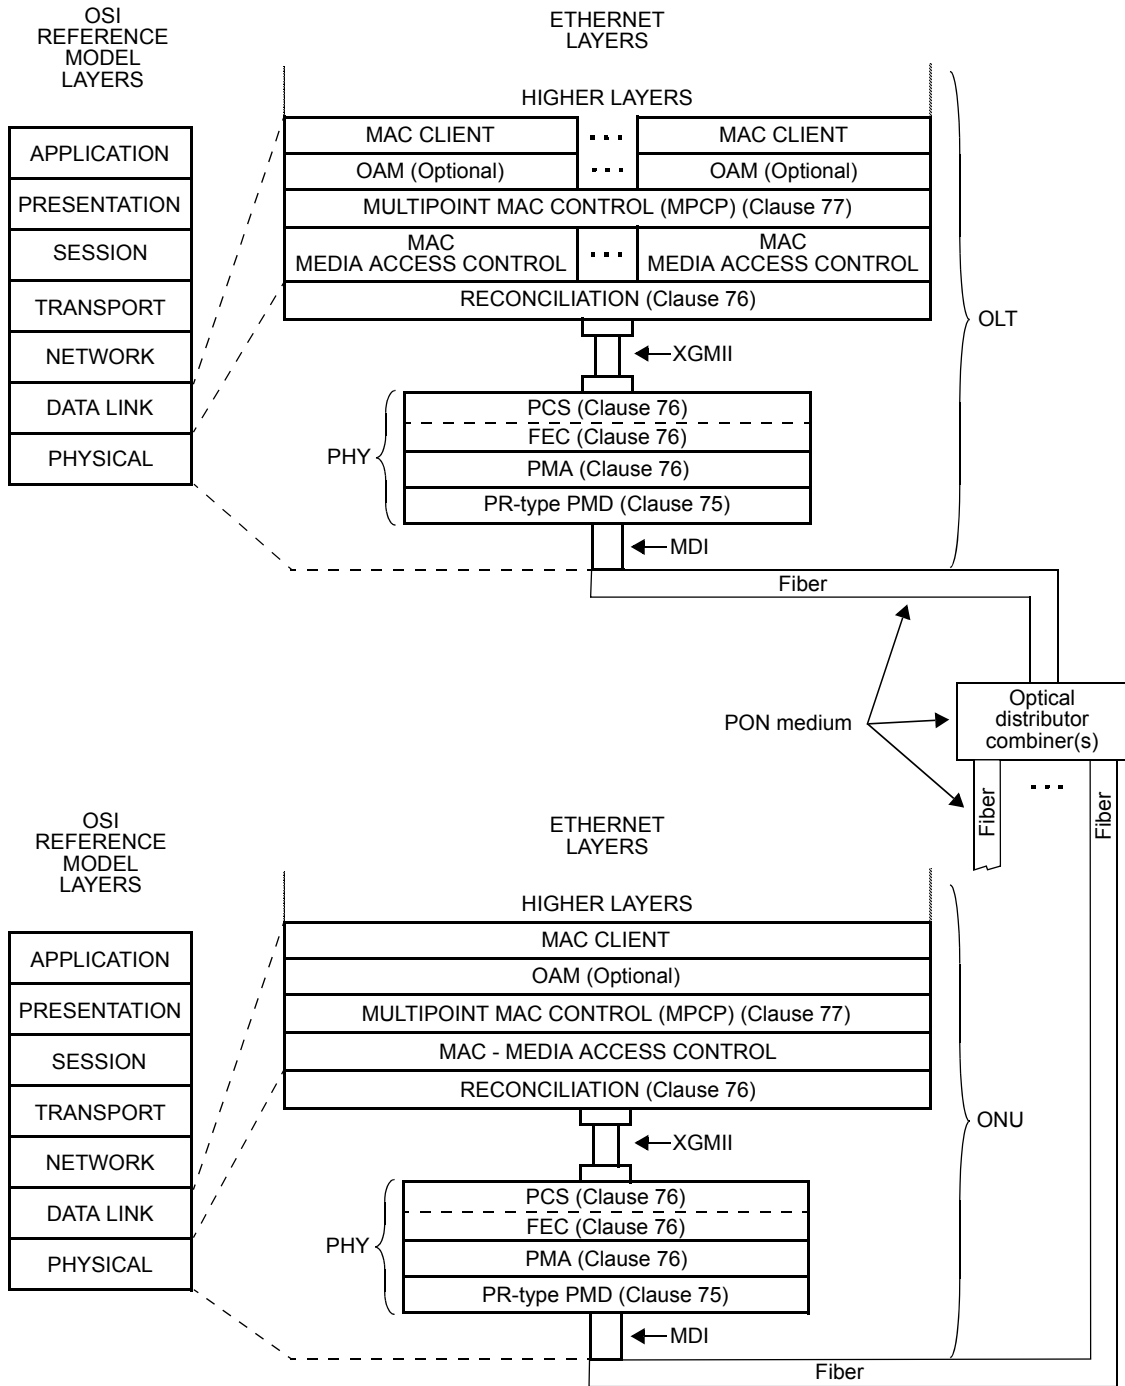 OSI
REFERENCE
MODEL
LAYERS
ETHERNET
LAYERS
HIGHER LAYERS
APPLICATION
PRESENTATION
SESSION
TRANSPORT
NETWORK
DATA LINK
PHYSICAL
MAC CLIENT
...
MAC CLIENT
OAM (Optional)
...
OAM (Optional)
MULTIPOINT MAC CONTROL (MPCP) (Clause 77)
MAC
MEDIA ACCESS CONTROL
...
MAC
MEDIA ACCESS CONTROL
RECONCILIATION (Clause 76)
OLT
XGMII
PHY
PCS (Clause 76)
FEC (Clause 76)
PMA (Clause 76)
PR-type PMD (Clause 75)
MDI
Fiber
PON medium
Optical
distributor
combiner(s)
...
Fiber
Fiber
OSI
REFERENCE
MODEL
LAYERS
ETHERNET
LAYERS
HIGHER LAYERS
APPLICATION
PRESENTATION
SESSION
TRANSPORT
NETWORK
DATA LINK
PHYSICAL
MAC CLIENT
OAM (Optional)
MULTIPOINT MAC CONTROL (MPCP) (Clause 77)
MAC - MEDIA ACCESS CONTROL
RECONCILIATION (Clause 76)
ONU
XGMII
PHY
PCS (Clause 76)
FEC (Clause 76)
PMA (Clause 76)
PR-type PMD (Clause 75)
MDI
Fiber